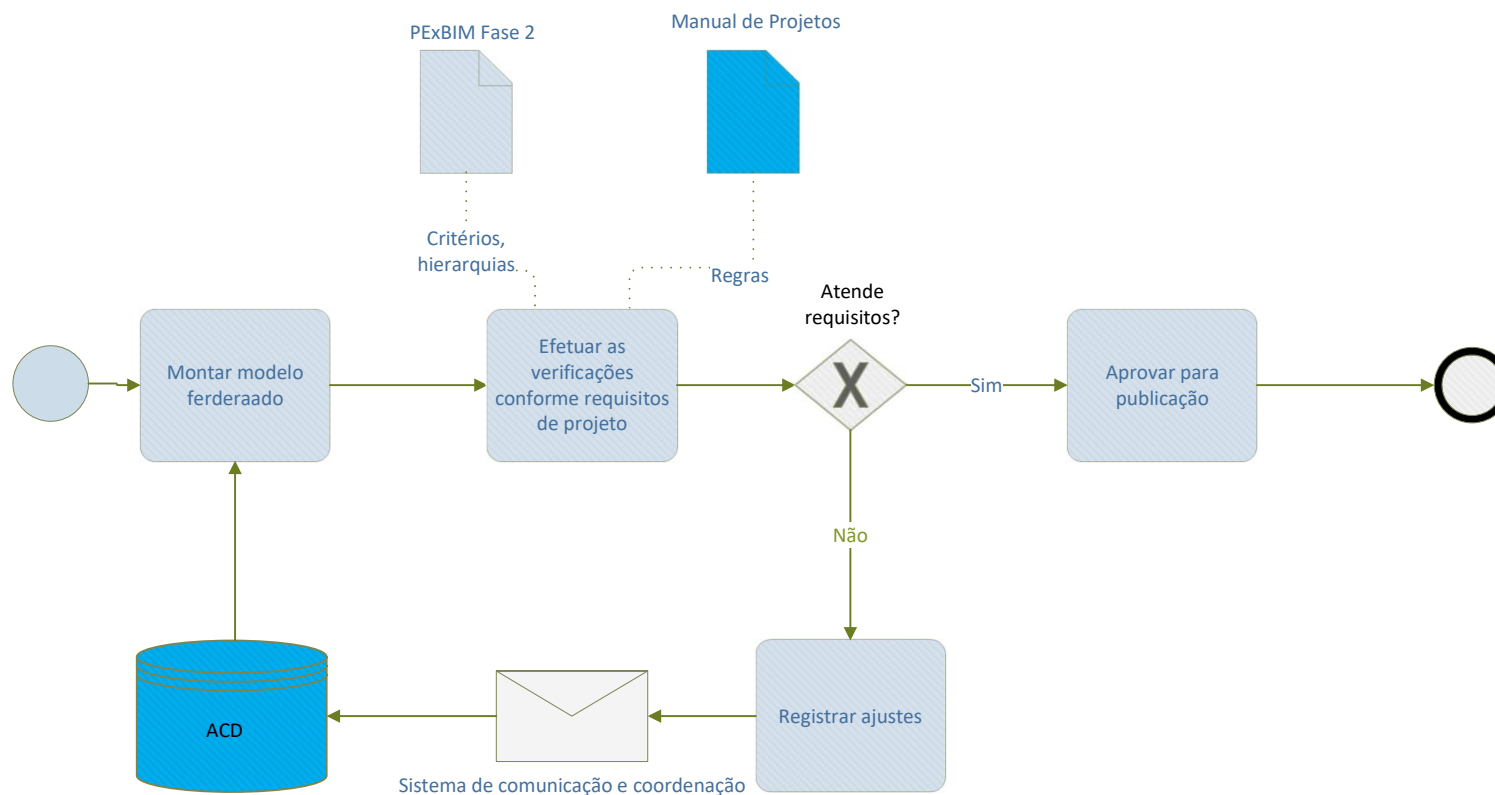 PExBIM Fase 2
Manual de Projetos
Critérios,
hierarquias
Regras
Atende
requisitos?
Montar modelo
ferderaado
Efetuar as
verificações
conforme requisitos
de projeto
X
Sim
Aprovar para
publicação
Não
ACD
Sistema de comunicação e coordenação
Registrar ajustes